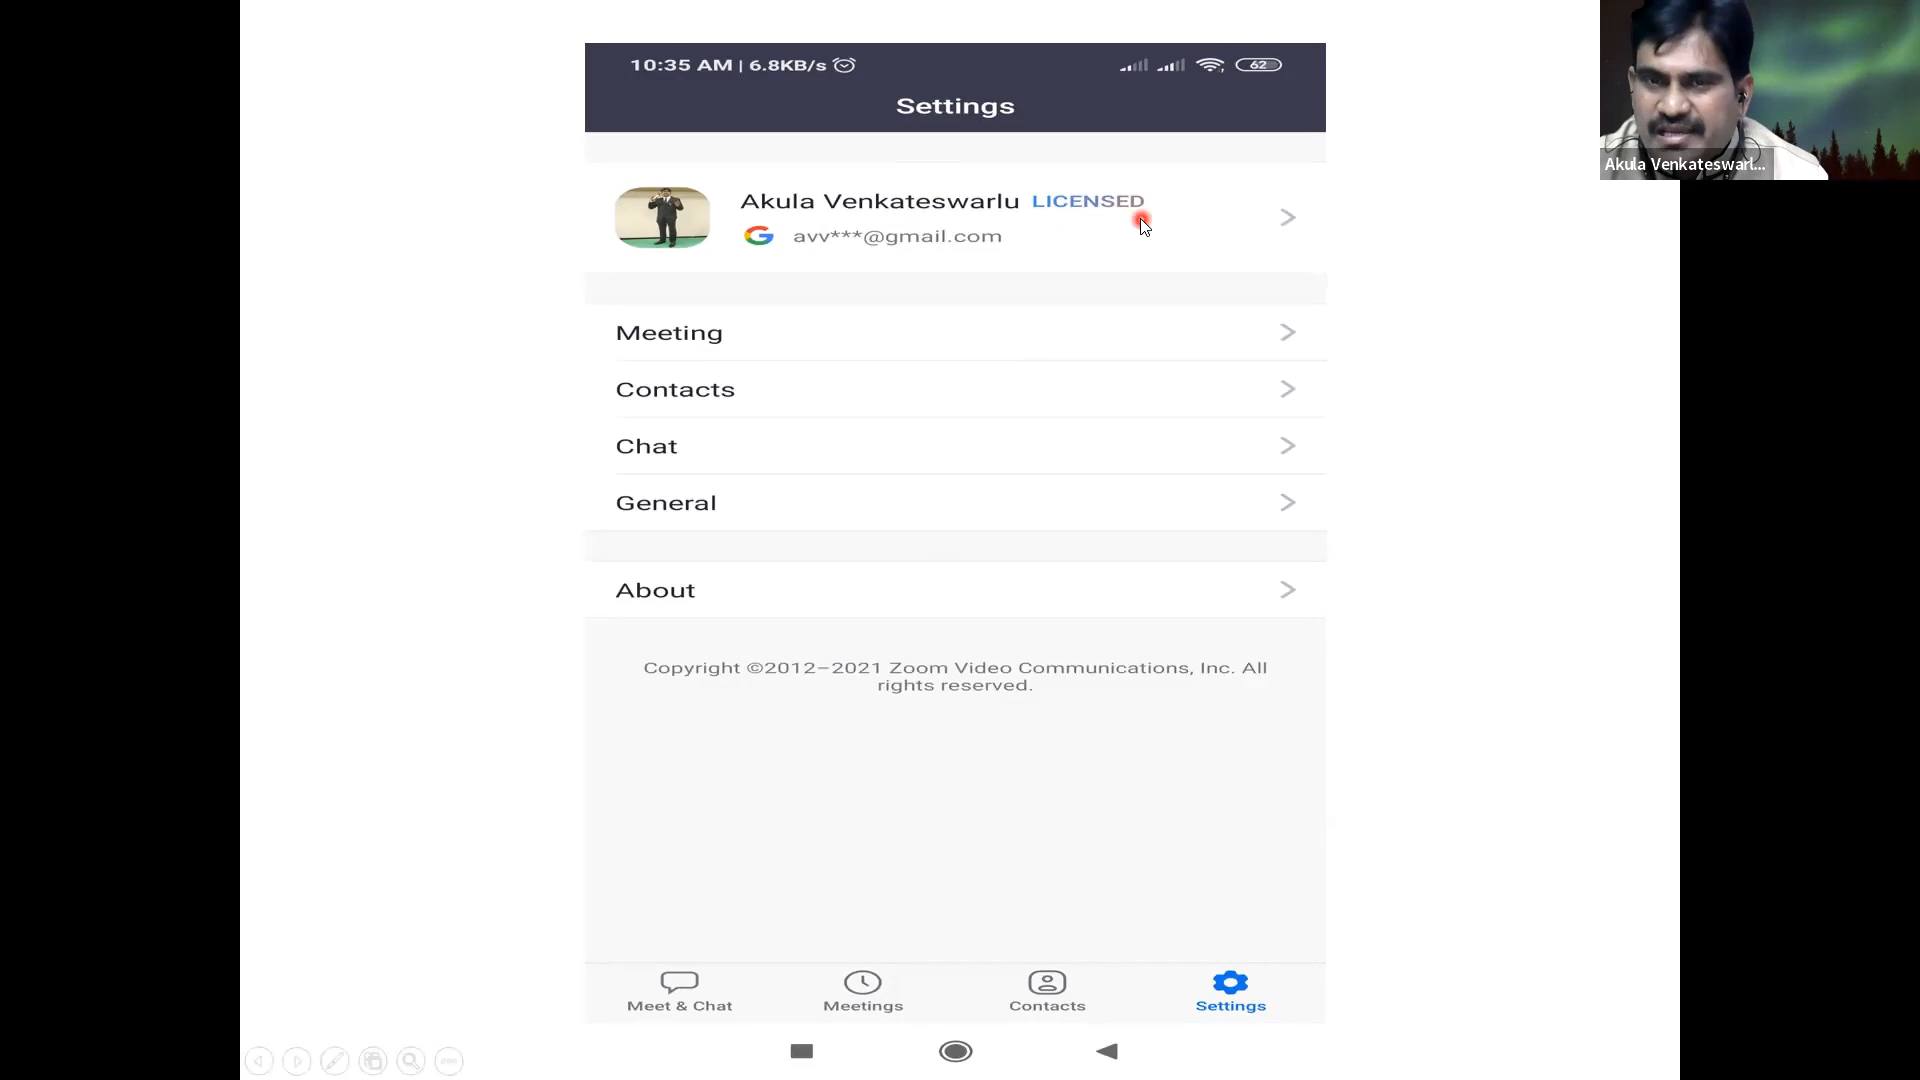 10:35 AM | 6.8KB/s
62
Settings
Akula Venkateswarlu LICENSED
avv***@gmail.com
Meeting
Contacts
Chat
General
About
Copyright ©2012–2021 Zoom Video Communications, Inc. All
rights reserved.
Meet & Chat
Meetings
Contacts
Settings
Akula Venkateswarl...